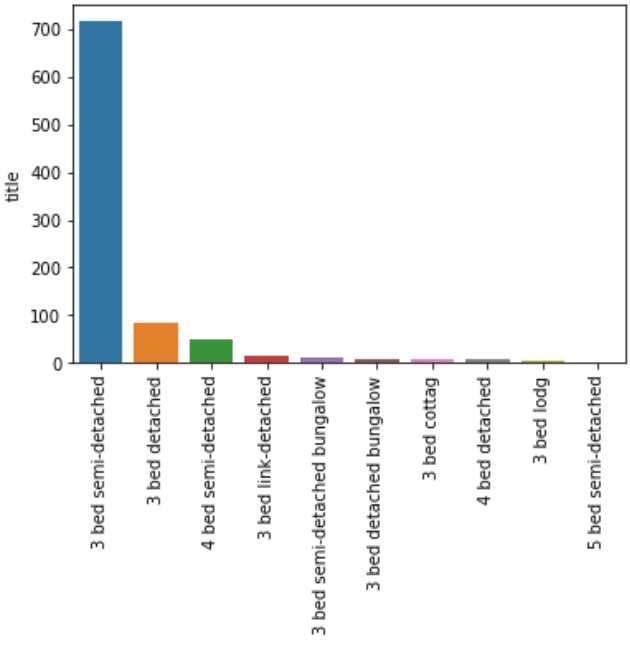 700
600
500
400
300
200
100
0
title
3 bed semi-detached
3 bed detached
4 bed semi-detached
3 bed link-detached
3 bed semi-detached bungalow
3 bed detached bungalow
3 bed cottag
4 bed detached
3 bed lodg
5 bed semi-detached